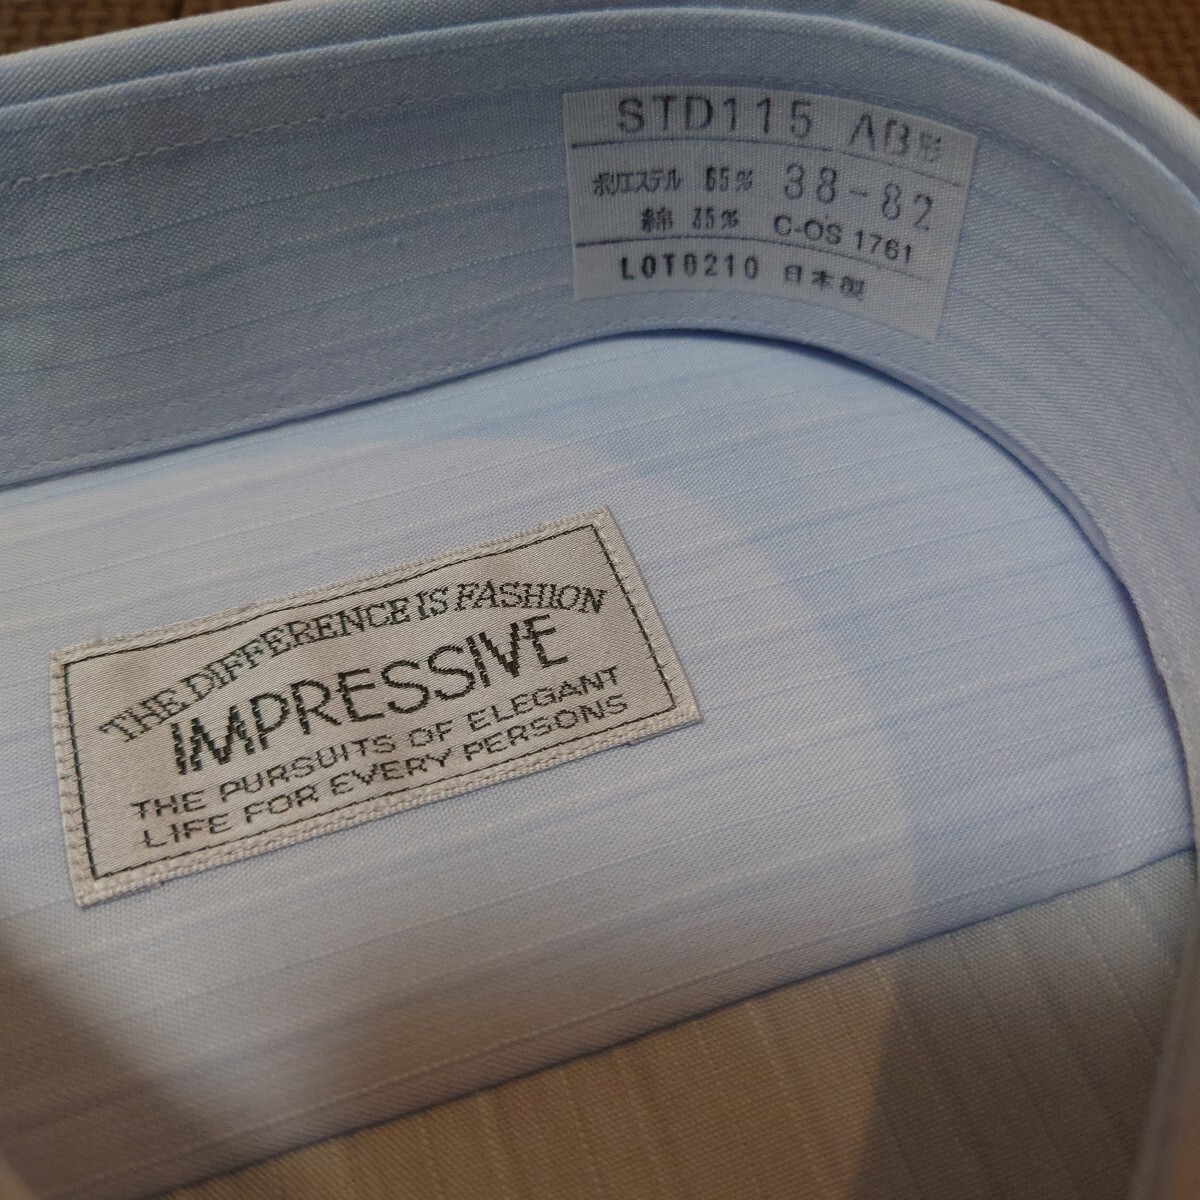 STD115 AB形
ポリエステル 65% 38-82
綿 35% C-OS 1761
LOT0210 日本製
THE DIFFERENCE IS FASHION
IMPRESSIVE
THE PURSUITS OF ELEGANT
LIFE FOR EVERY PERSONS